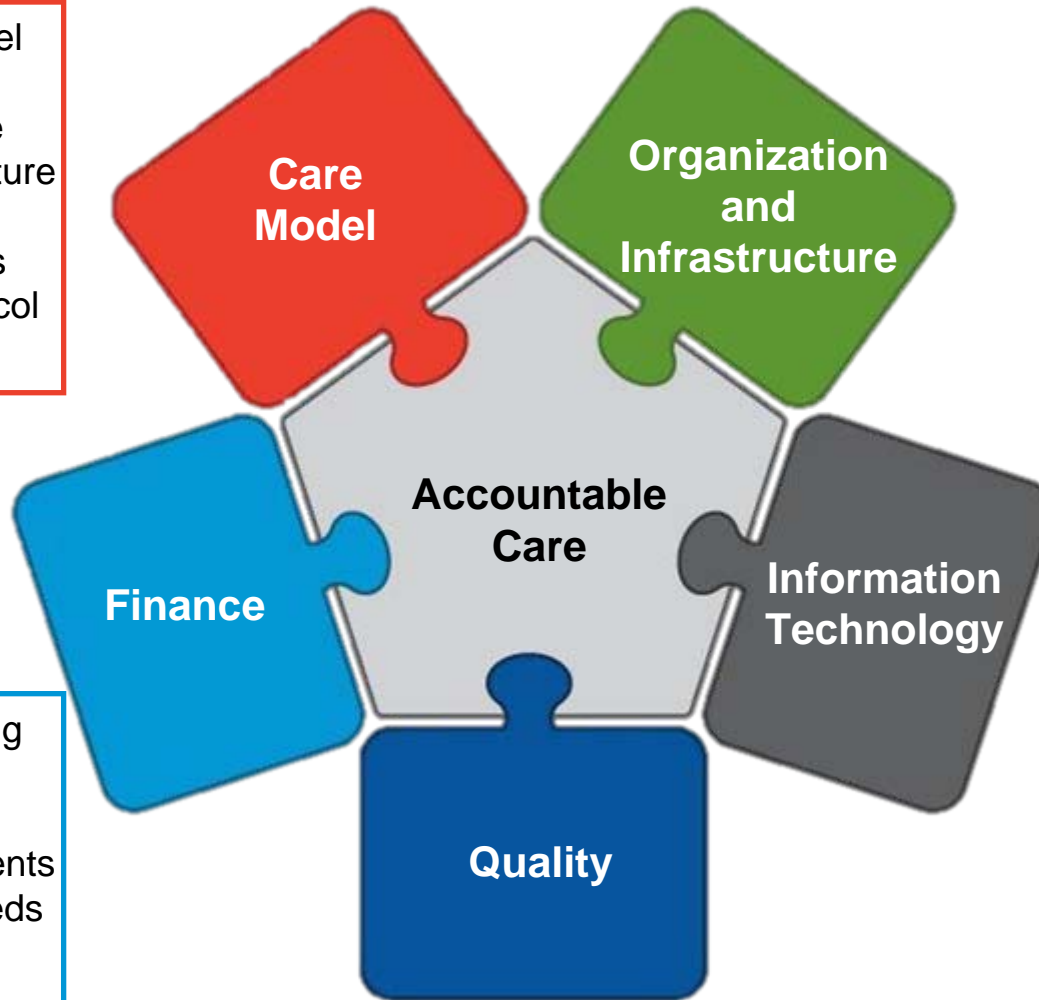 Care
Model
Organization
and
Infrastructure
Accountable
Care
Finance
Information
Technology
Quality